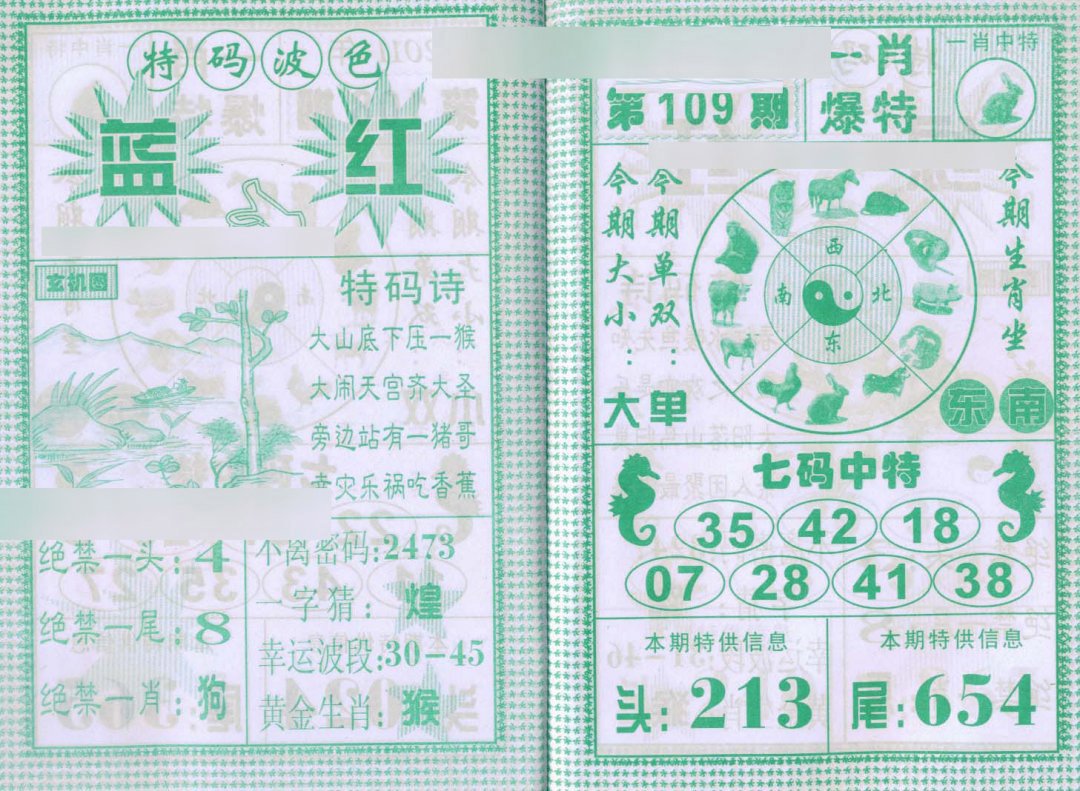 特码波色
蓝 红
玄机图
特码诗
大山底下压一猴
大闹天宫齐大圣
旁边站有一猪哥
幸灾乐祸吃香蕉
绝禁一头:4
绝禁一尾:8
绝禁一肖:狗
不离密码:2473
一字猜:煌
幸运波段:30-45
黄金生肖:猴
第109期
一肖
爆特
一肖中特
今期大小:大
今期单双:单
西
南 北
东
今期生肖坐
东南
七码中特
35 42 18
07 28 41 38
本期特供信息
头:213
本期特供信息
尾:654